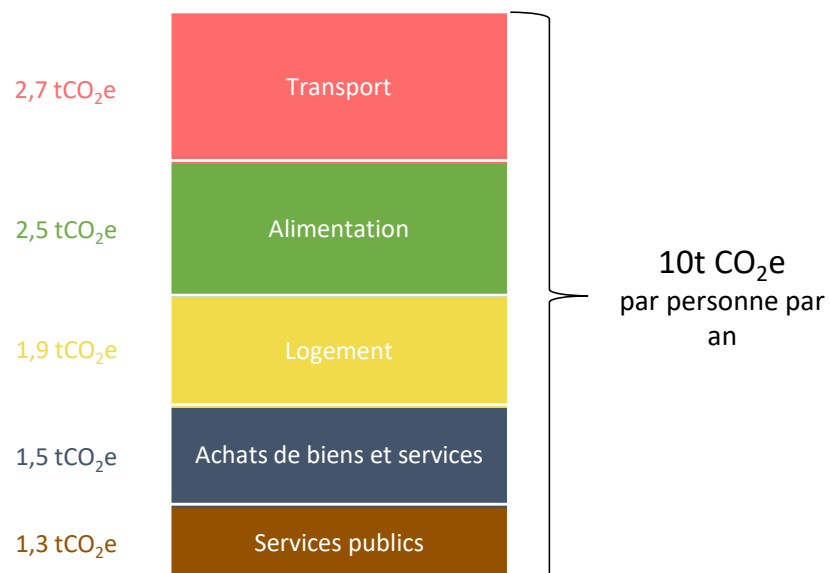 2,7 tCO₂e
Transport
2,5 tCO₂e
Alimentation
1,9 tCO₂e
Logement
1,5 tCO₂e
Achats de biens et services
1,3 tCO₂e
Services publics
10t CO₂e
par personne par
an